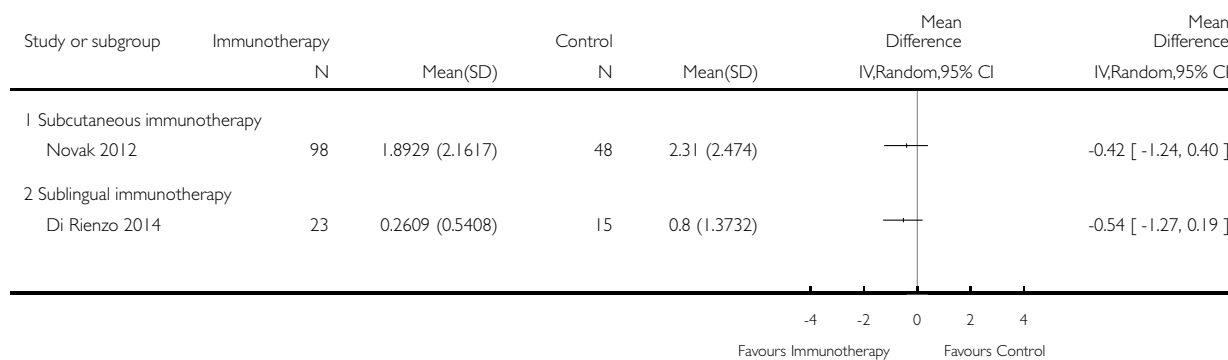 Mean Mean
Study or subgroup Immunotherapy Control Difference Difference
N Mean(SD) N Mean(SD) IV,Random,95% CI IV,Random,95% CI
1 Subcutaneous immunotherapy
Novak 2012 98 1.8929 (2.1617) 48 2.31 (2.474) -0.42 [ -1.24, 0.40 ]
2 Sublingual immunotherapy
Di Rienzo 2014 23 0.2609 (0.5408) 15 0.8 (1.3732) -0.54 [ -1.27, 0.19 ]
-4 -2 0 2 4
Favours Immunotherapy Favours Control